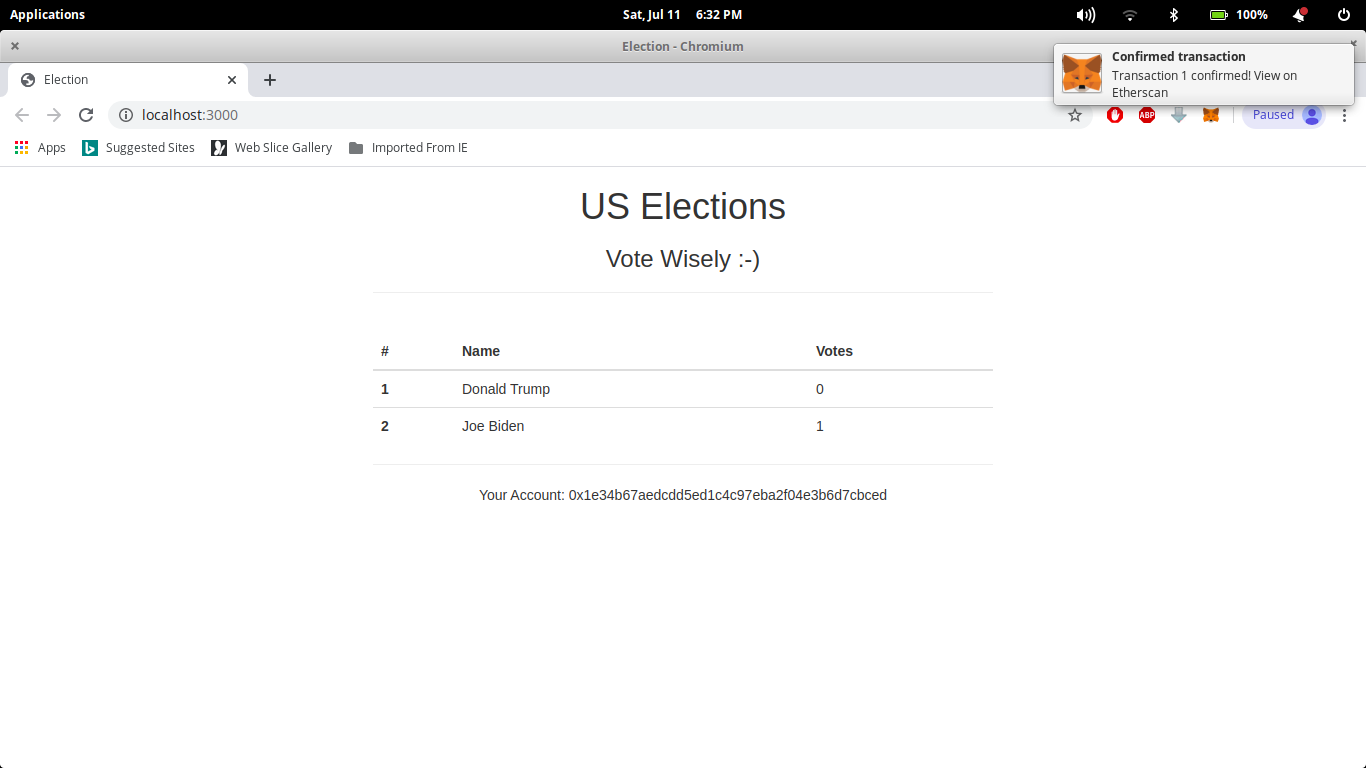 Applications
Sat, Jul 11 6:32 PM
100%
Election - Chromium
Confirmed transaction
Transaction 1 confirmed! View on
Etherscan
Election
localhost:3000
ABP
Paused
Apps
Suggested Sites
Web Slice Gallery
Imported From IE
US Elections
Vote Wisely :-)
# Name Votes
1 Donald Trump 0
2 Joe Biden 1
Your Account: 0x1e34b67aedcdd5ed1c4c97eba2f04e3b6d7cbced